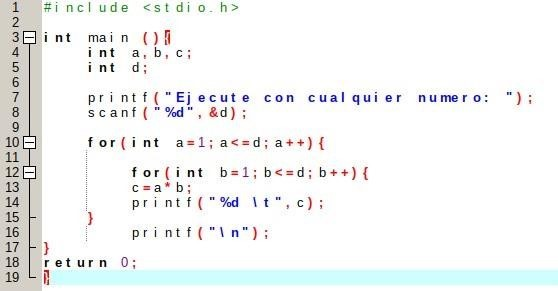 1 #include <stdio.h>
2
3 int main (){
4 int a,b,c;
5 int d;
6
7 printf("Ejecute con cualquier numero: ");
8 scanf("%d",&d);
9
10 for(int a=1;a<=d;a++){
11
12 for(int b=1;b<=d;b++){
13 c=a*b;
14 printf("%d \t",c);
15 }
16 printf("\n");
17 }
18 return 0;
19 }